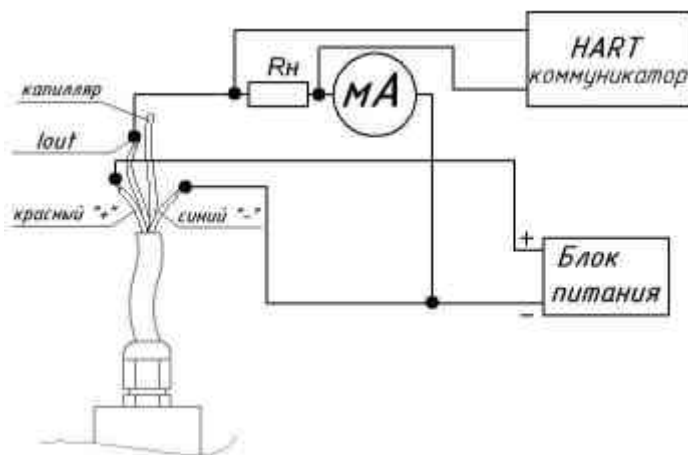 HART
коммуникатор
Rн
мА
капилляр
Iout
красный "+"
синий "-"
+
Блок
питания
-